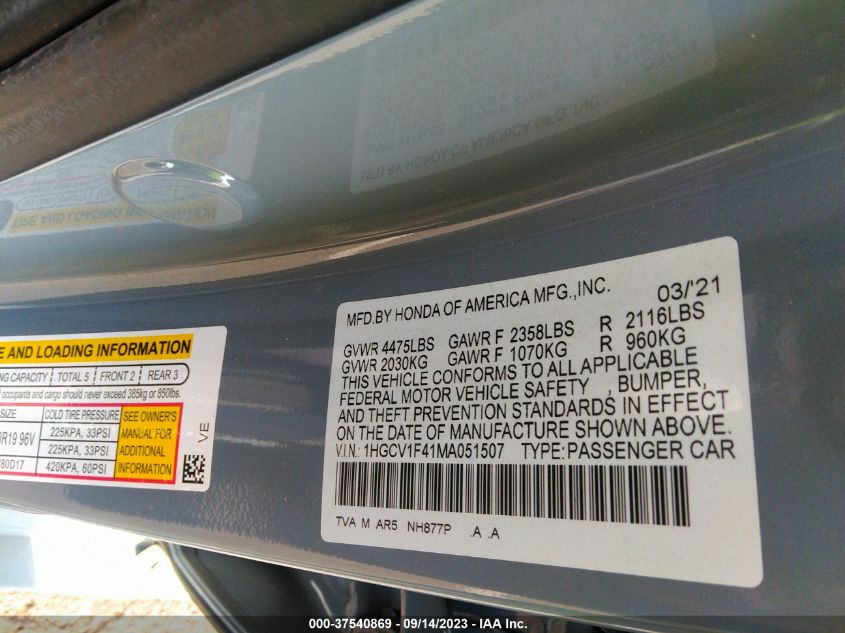 MFD.BY HONDA OF AMERICA MFG.,INC. 03/'21
GVWR 4475LBS GAWR F 2358LBS R 2116LBS
GVWR 2030KG GAWR F 1070KG R 960KG
THIS VEHICLE CONFORMS TO ALL APPLICABLE
FEDERAL MOTOR VEHICLE SAFETY , BUMPER,
AND THEFT PREVENTION STANDARDS IN EFFECT
ON THE DATE OF MANUFACTURE SHOWN ABOVE.
V.I.N.: 1HGCV1F41MA051507 TYPE:PASSENGER CAR
TVA M AR5 NH877P .A .A
E AND LOADING INFORMATION
NG CAPACITY TOTAL 5 FRONT 2 REAR 3
f occupants and cargo should never exceed 385kg or 850lbs.
SIZE COLD TIRE PRESSURE SEE OWNER'S
MANUAL FOR
ADDITIONAL
INFORMATION
R19 96V 225KPA, 33PSI
225KPA, 33PSI
80D17 420KPA, 60PSI
VE
000-37540869 - 09/14/2023 - IAA Inc.